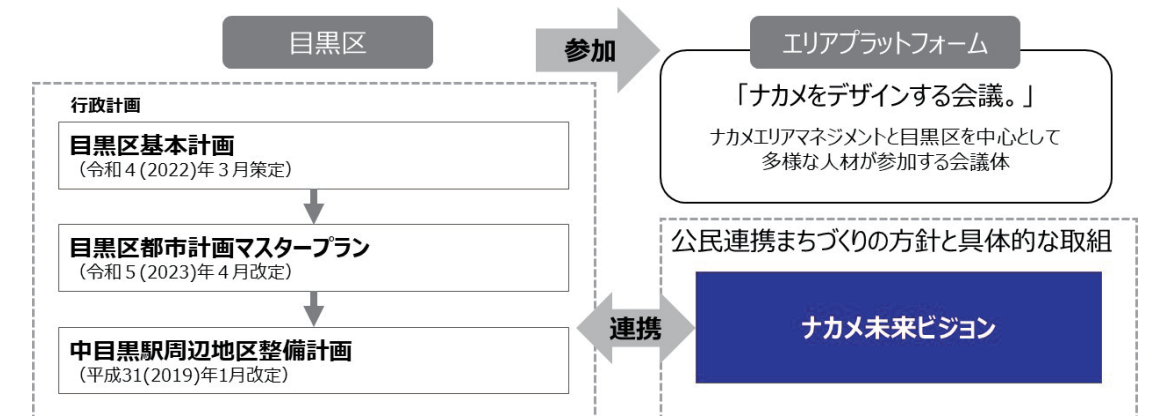 目黒区
行政計画
目黒区基本計画
（令和４(2022)年３月策定）
目黒区都市計画マスタープラン
（令和５(2023)年４月改定）
中目黒駅周辺地区整備計画
（平成31(2019)年1月改定）
参加
エリアプラットフォーム
「ナカメをデザインする会議。」
ナカメエリアマネジメントと目黒区を中心として
多様な人材が参加する会議体
連携
公民連携まちづくりの方針と具体的な取組
ナカメ未来ビジョン